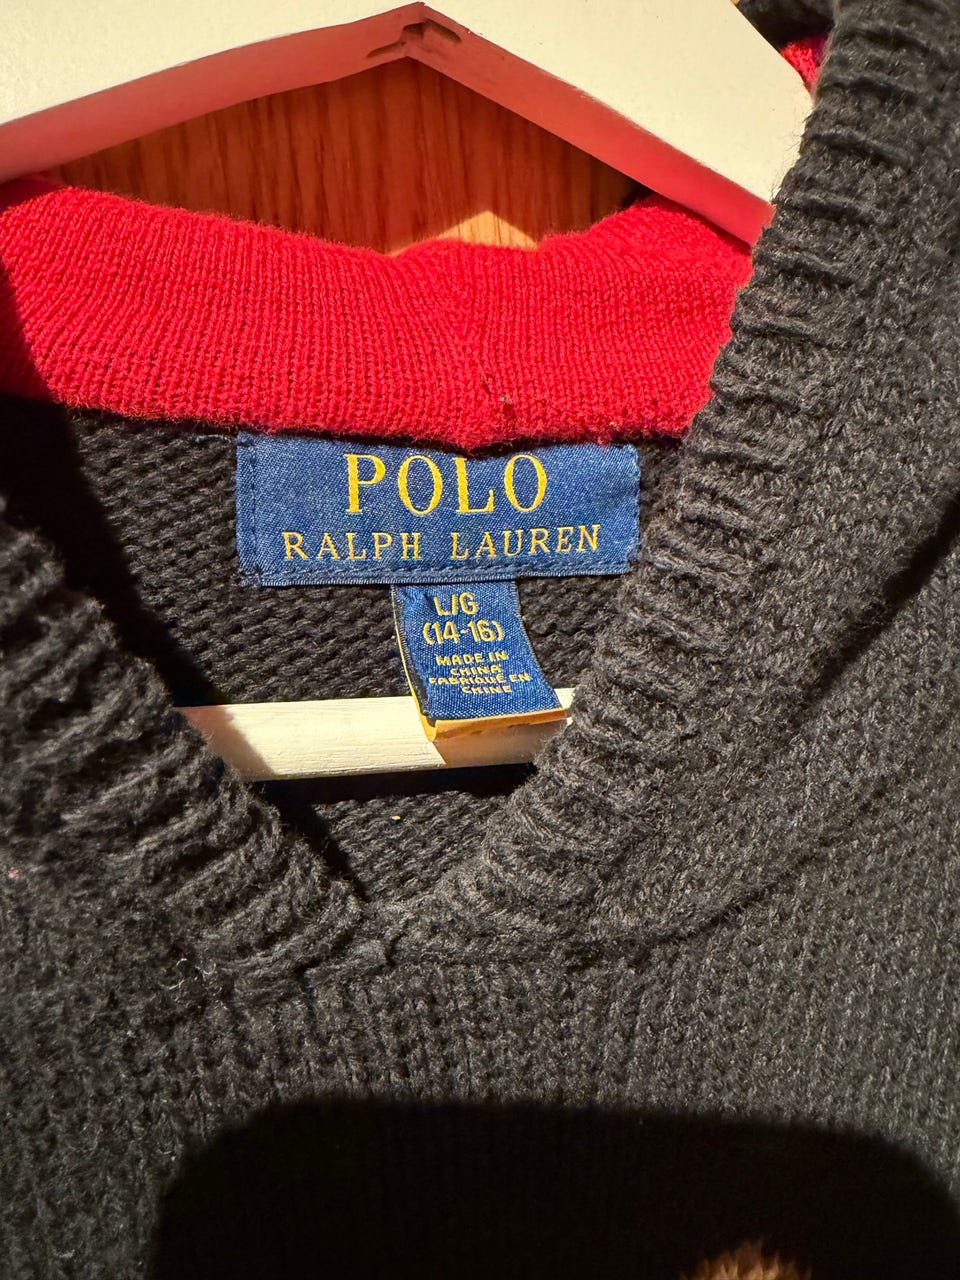 POLO
RALPH LAUREN
L/G
(14-16)
MADE IN
CHINA
FABRIQUÉ EN
CHINE